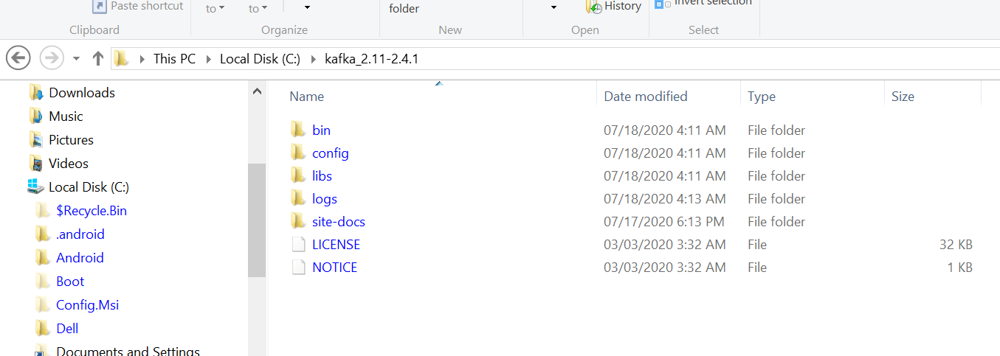 Paste shortcut
to
to
folder
History
Invert selection
Clipboard
Organize
New
Open
Select
This PC
Local Disk (C:)
kafka_2.11-2.4.1
Downloads
Music
Pictures
Videos
Local Disk (C:)
$Recycle.Bin
.android
Android
Boot
Config.Msi
Dell
Documents and Settings
Name Date modified Type Size
bin 07/18/2020 4:11 AM File folder
config 07/18/2020 4:11 AM File folder
libs 07/18/2020 4:11 AM File folder
logs 07/18/2020 4:13 AM File folder
site-docs 07/17/2020 6:13 PM File folder
LICENSE 03/03/2020 3:32 AM File 32 KB
NOTICE 03/03/2020 3:32 AM File 1 KB